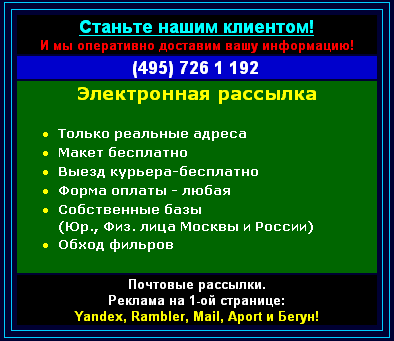 Станьте нашим клиентом!
И мы оперативно доставим вашу информацию!
(495) 726 1 192
Электронная рассылка
Только реальные адреса
Макет бесплатно
Выезд курьера-бесплатно
Форма оплаты - любая
Собственные базы
(Юр., Физ. лица Москвы и России)
Обход фильров
Почтовые рассылки.
Реклама на 1-ой странице:
Yandex, Rambler, Mail, Aport и Бегун!